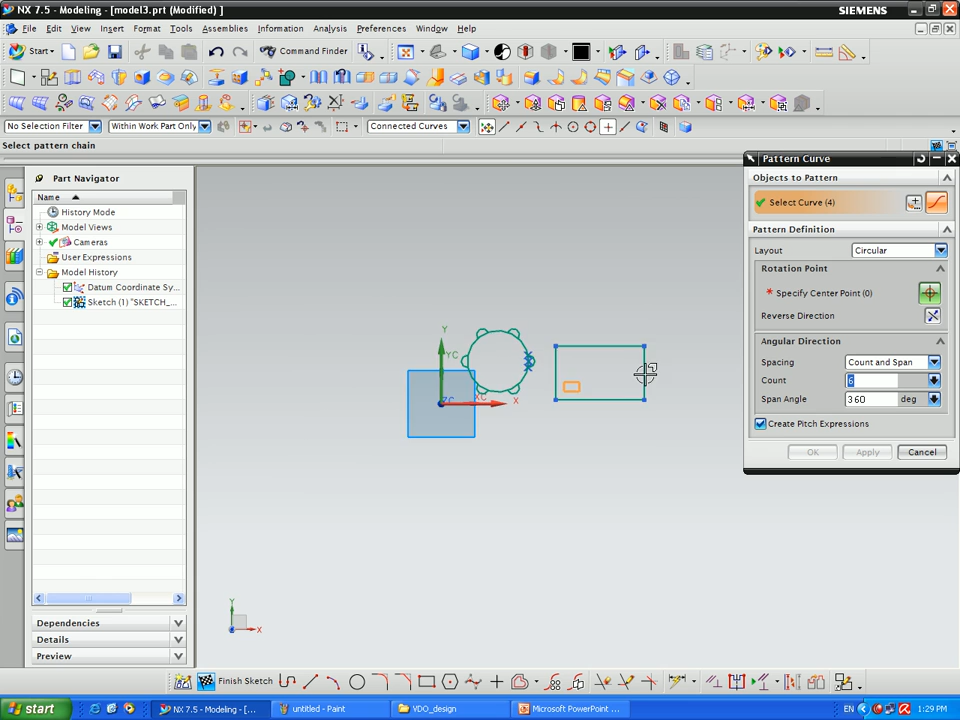 NX 7.5 - Modeling - [model3.prt (Modified) ]
SIEMENS
File Edit View Insert Format Tools Assemblies Information Analysis Preferences Window Help
Start Command Finder
No Selection Filter Within Work Part Only Connected Curves
Select pattern chain
Part Navigator
Name
History Mode
Model Views
Cameras
User Expressions
Model History
Datum Coordinate Sy...
Sketch (1) "SKETCH_...
Dependencies
Details
Preview
Y
YC
ZC
XC
X
Y
X
Pattern Curve
Objects to Pattern
Select Curve (4)
Pattern Definition
Layout Circular
Rotation Point
* Specify Center Point (0)
Reverse Direction
Angular Direction
Spacing Count and Span
Count 6
Span Angle 360 deg
Create Pitch Expressions
OK Apply Cancel
Finish Sketch
start NX 7.5 - Modeling - [... untitled - Paint VDO_design Microsoft PowerPoint ... EN 1:29 PM